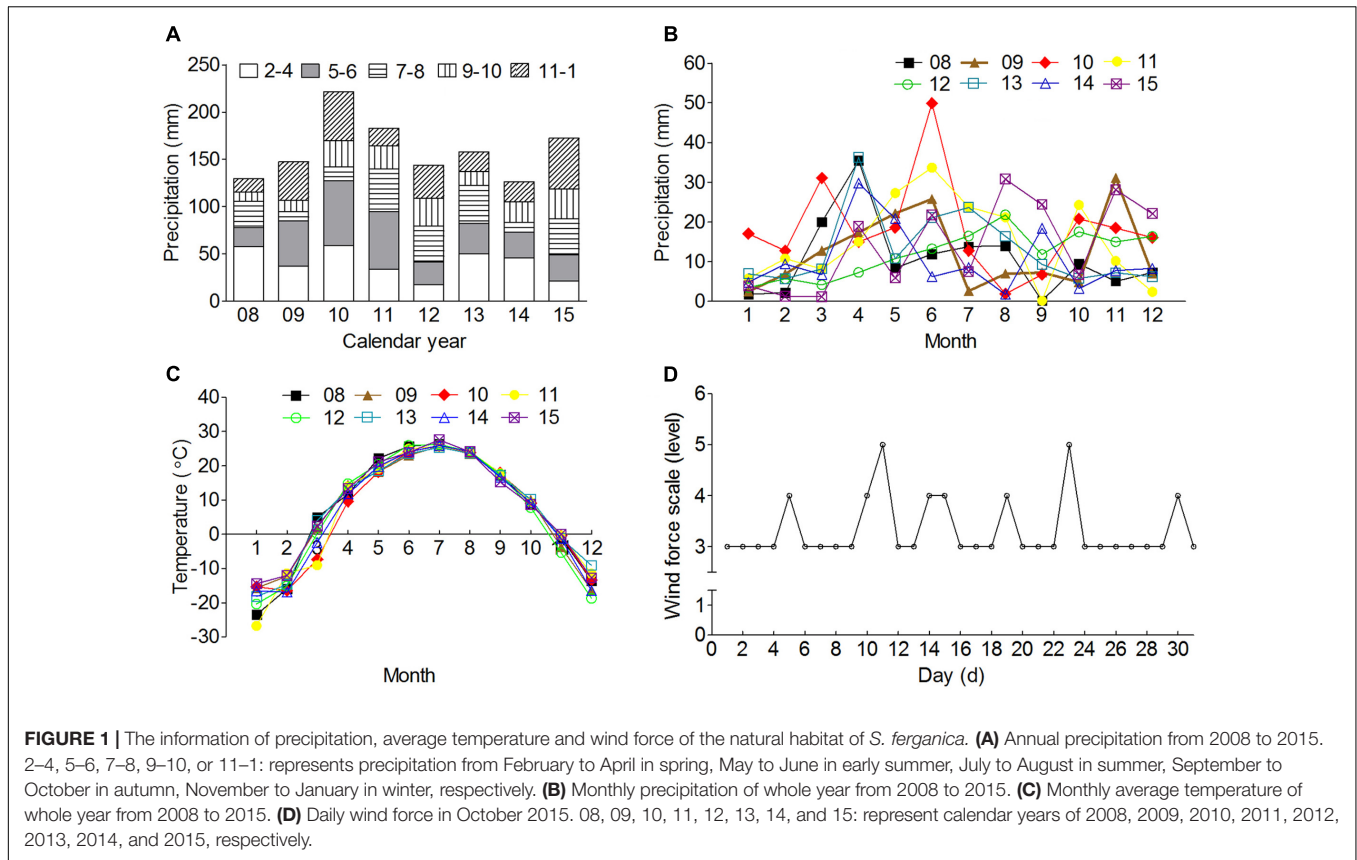 A
250
200
150
100
50
0
Precipitation (mm)
2-4 5-6 7-8 9-10 11-1
08 09 10 11 12 13 14 15
Calendar year
B
60
50
40
30
20
10
0
Precipitation (mm)
08 09 10 11
12 13 14 15
1 2 3 4 5 6 7 8 9 10 11 12
Month
C
40
30
20
10
0
-10
-20
-30
Temperature (°C)
08 09 10 11
12 13 14 15
1 2 3 4 5 6 7 8 9 10 11 12
Month
D
6
5
4
3
1
0
Wind force scale (level)
0 2 4 6 8 10 12 14 16 18 20 22 24 26 28 30
Day (d)
FIGURE 1 | The information of precipitation, average temperature and wind force of the natural habitat of S. ferganica. (A) Annual precipitation from 2008 to 2015.
2–4, 5–6, 7–8, 9–10, or 11–1: represents precipitation from February to April in spring, May to June in early summer, July to August in summer, September to
October in autumn, November to January in winter, respectively. (B) Monthly precipitation of whole year from 2008 to 2015. (C) Monthly average temperature of
whole year from 2008 to 2015. (D) Daily wind force in October 2015. 08, 09, 10, 11, 12, 13, 14, and 15: represent calendar years of 2008, 2009, 2010, 2011, 2012,
2013, 2014, and 2015, respectively.